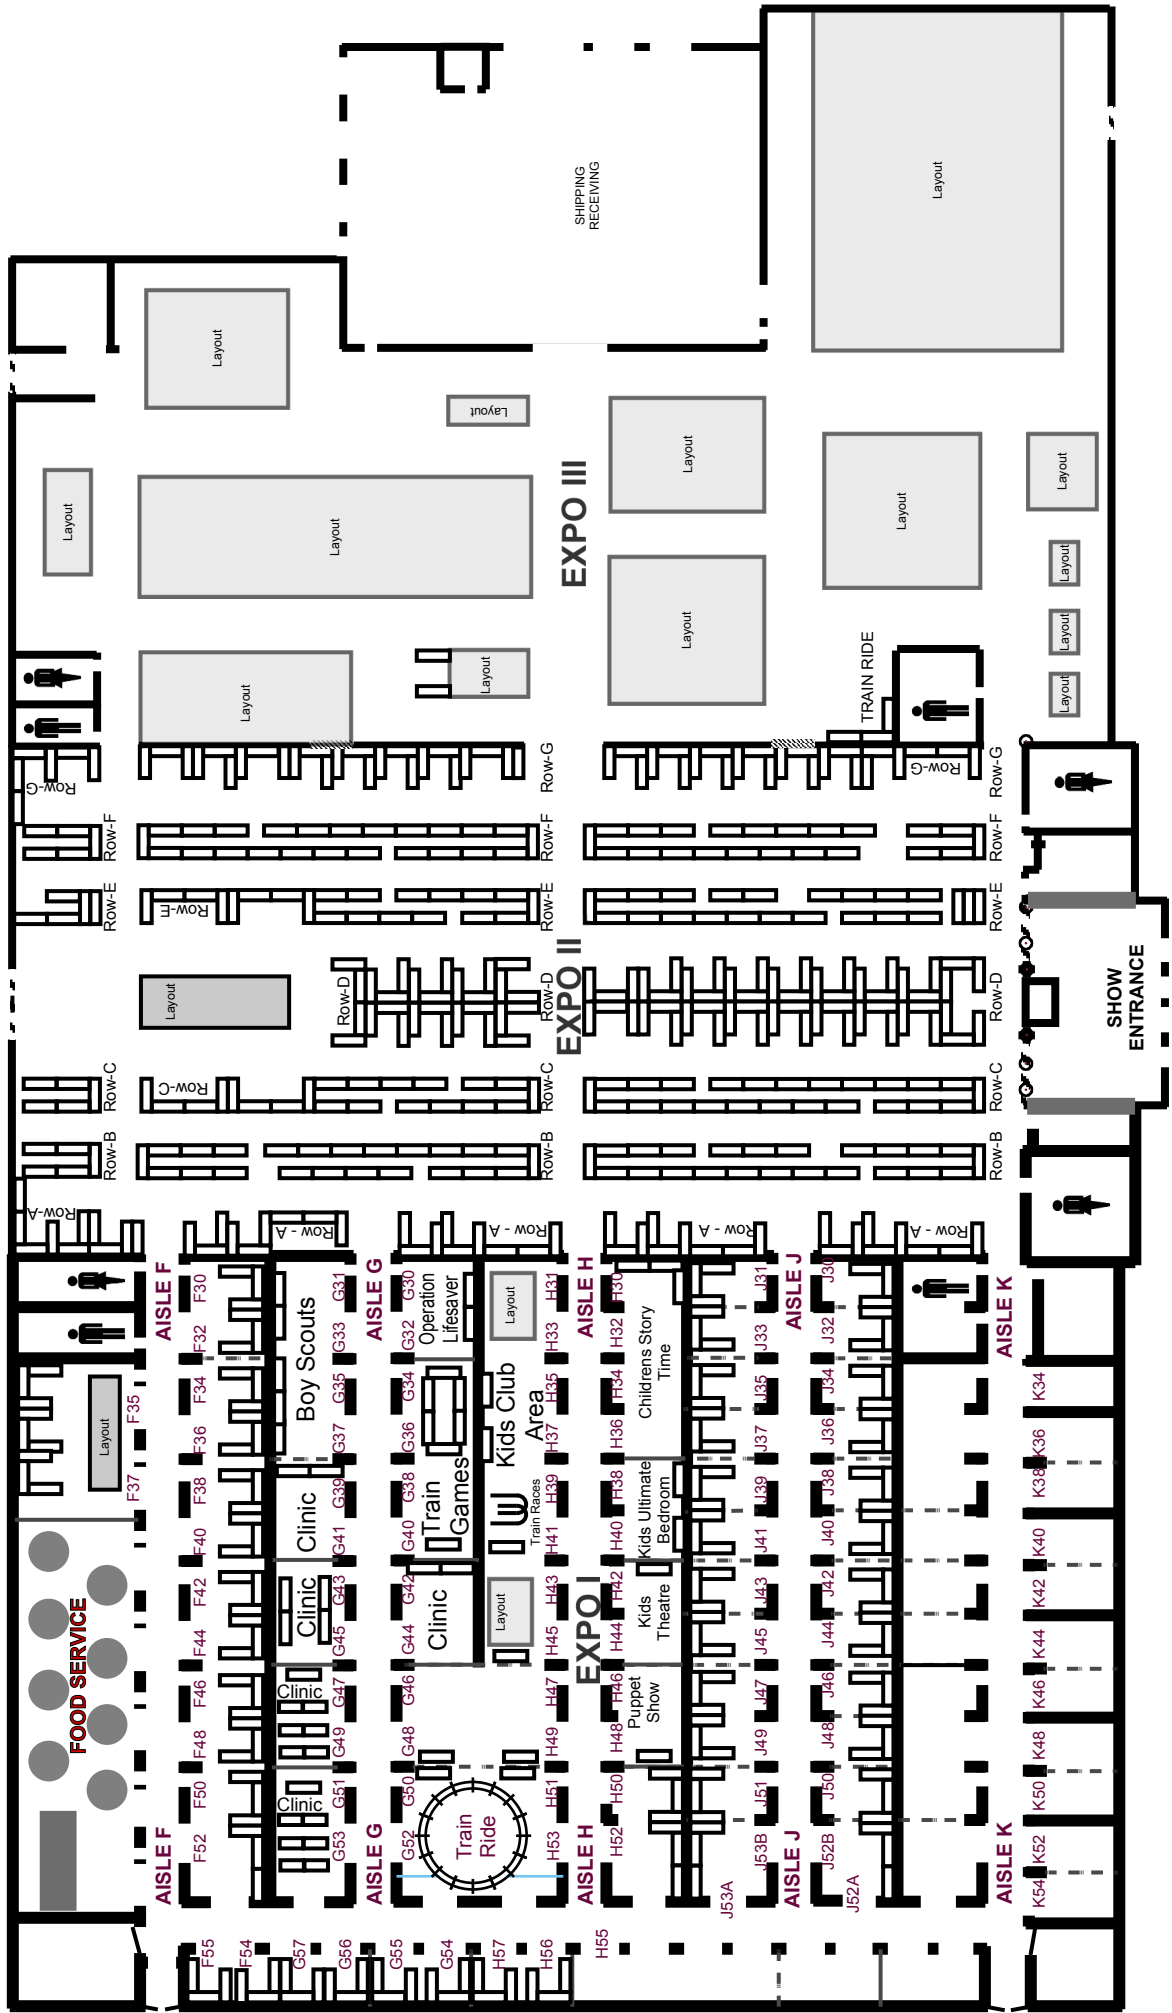 SHIPPING
RECEIVING
Layout
Layout
Layout
Layout
Layout
Layout
Layout
Layout
Layout
EXPO III
Layout
Layout
Layout
Layout
Layout
Layout
TRAIN RIDE
Row-G
Row-G
Row-G
Row-G
Row-F
Row-F
Row-F
Row-E
Row-E
Row-E
Row-E
Layout
Row-D
Row-D
Row-D
EXPO II
SHOW
ENTRANCE
Row-C
Row-C
Row-C
Row-C
Row-B
Row-B
Row-B
Row-A
Row - A
Row - A
Row - A
Row - A
AISLE F
AISLE G
AISLE H
AISLE J
AISLE K
F30
F32
F34
F36
F38
F40
F42
F44
F46
F48
F50
F52
F35
F37
Layout
FOOD SERVICE
AISLE F
Boy Scouts
Clinic
Clinic
Clinic
Clinic
G31
G33
G35
G37
G39
G41
G43
G45
G47
G49
G51
G53
AISLE G
G30
G32
G34
G36
G38
G40
G42
G44
G46
G48
G50
G52
Operation
Lifesaver
Train
Games
Clinic
Train
Ride
Layout
Kids Club
Area
Train Races
Layout
H31
H33
H35
H37
H39
H41
H43
H45
H47
H49
H51
H53
EXPO I
AISLE H
H30
H32
H34
H36
H38
H40
H42
H44
H46
H48
H50
H52
Childrens Story
Time
Kids Ultimate
Bedroom
Kids
Theatre
Puppet
Show
J31
J33
J35
J37
J39
J41
J43
J45
J47
J49
J51
J53B
J53A
AISLE J
J30
J32
J34
J36
J38
J40
J42
J44
J46
J48
J50
J52B
J52A
AISLE K
K34
K36
K38
K40
K42
K44
K46
K48
K50
K52
K54
F55
F54
G57
G56
G55
G54
H57
H56
H55